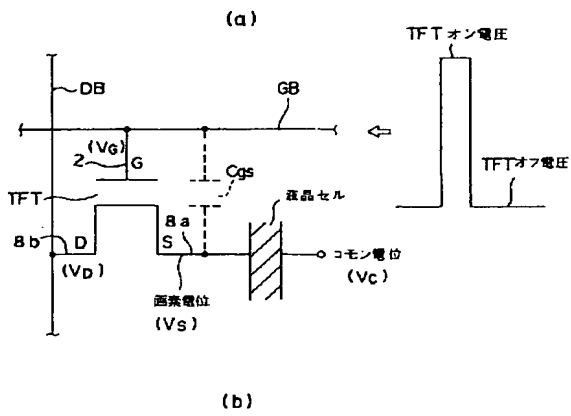 (a)
TFTオン電圧
DB
GB
(VG)
2 G
Cgs
TFT
液晶セル
TFTオフ電圧
8a
8b D
S
(VD)
コモン電位
(VC)
画素電位
(VS)
(b)